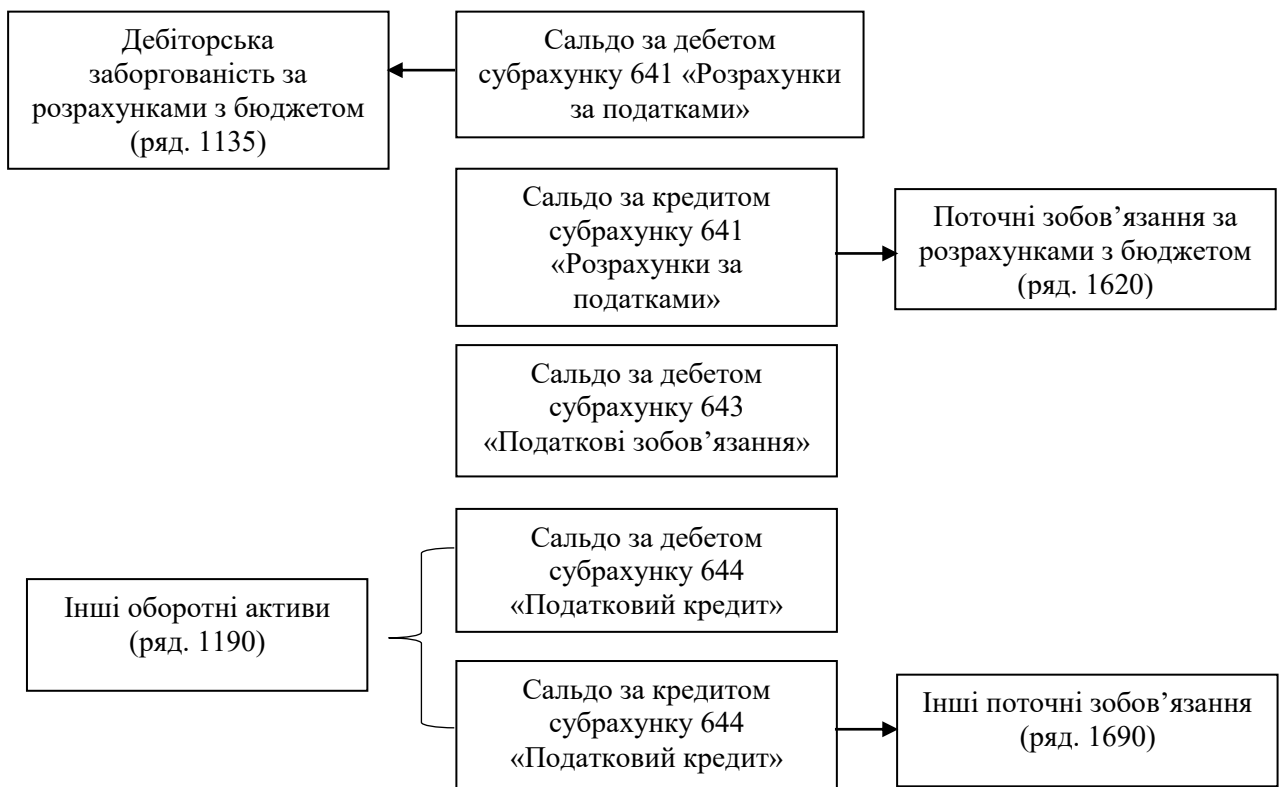 Дебіторська
заборгованість за
розрахунками з бюджетом
(ряд. 1135)
Сальдо за дебетом
субрахунку 641 «Розрахунки
за податками»
Сальдо за кредитом
субрахунку 641
«Розрахунки за
податками»
Поточні зобов’язання за
розрахунками з бюджетом
(ряд. 1620)
Сальдо за дебетом
субрахунку 643
«Податкові зобов’язання»
Сальдо за дебетом
субрахунку 644
«Податковий кредит»
Інші оборотні активи
(ряд. 1190)
Сальдо за кредитом
субрахунку 644
«Податковий кредит»
Інші поточні зобов’язання
(ряд. 1690)